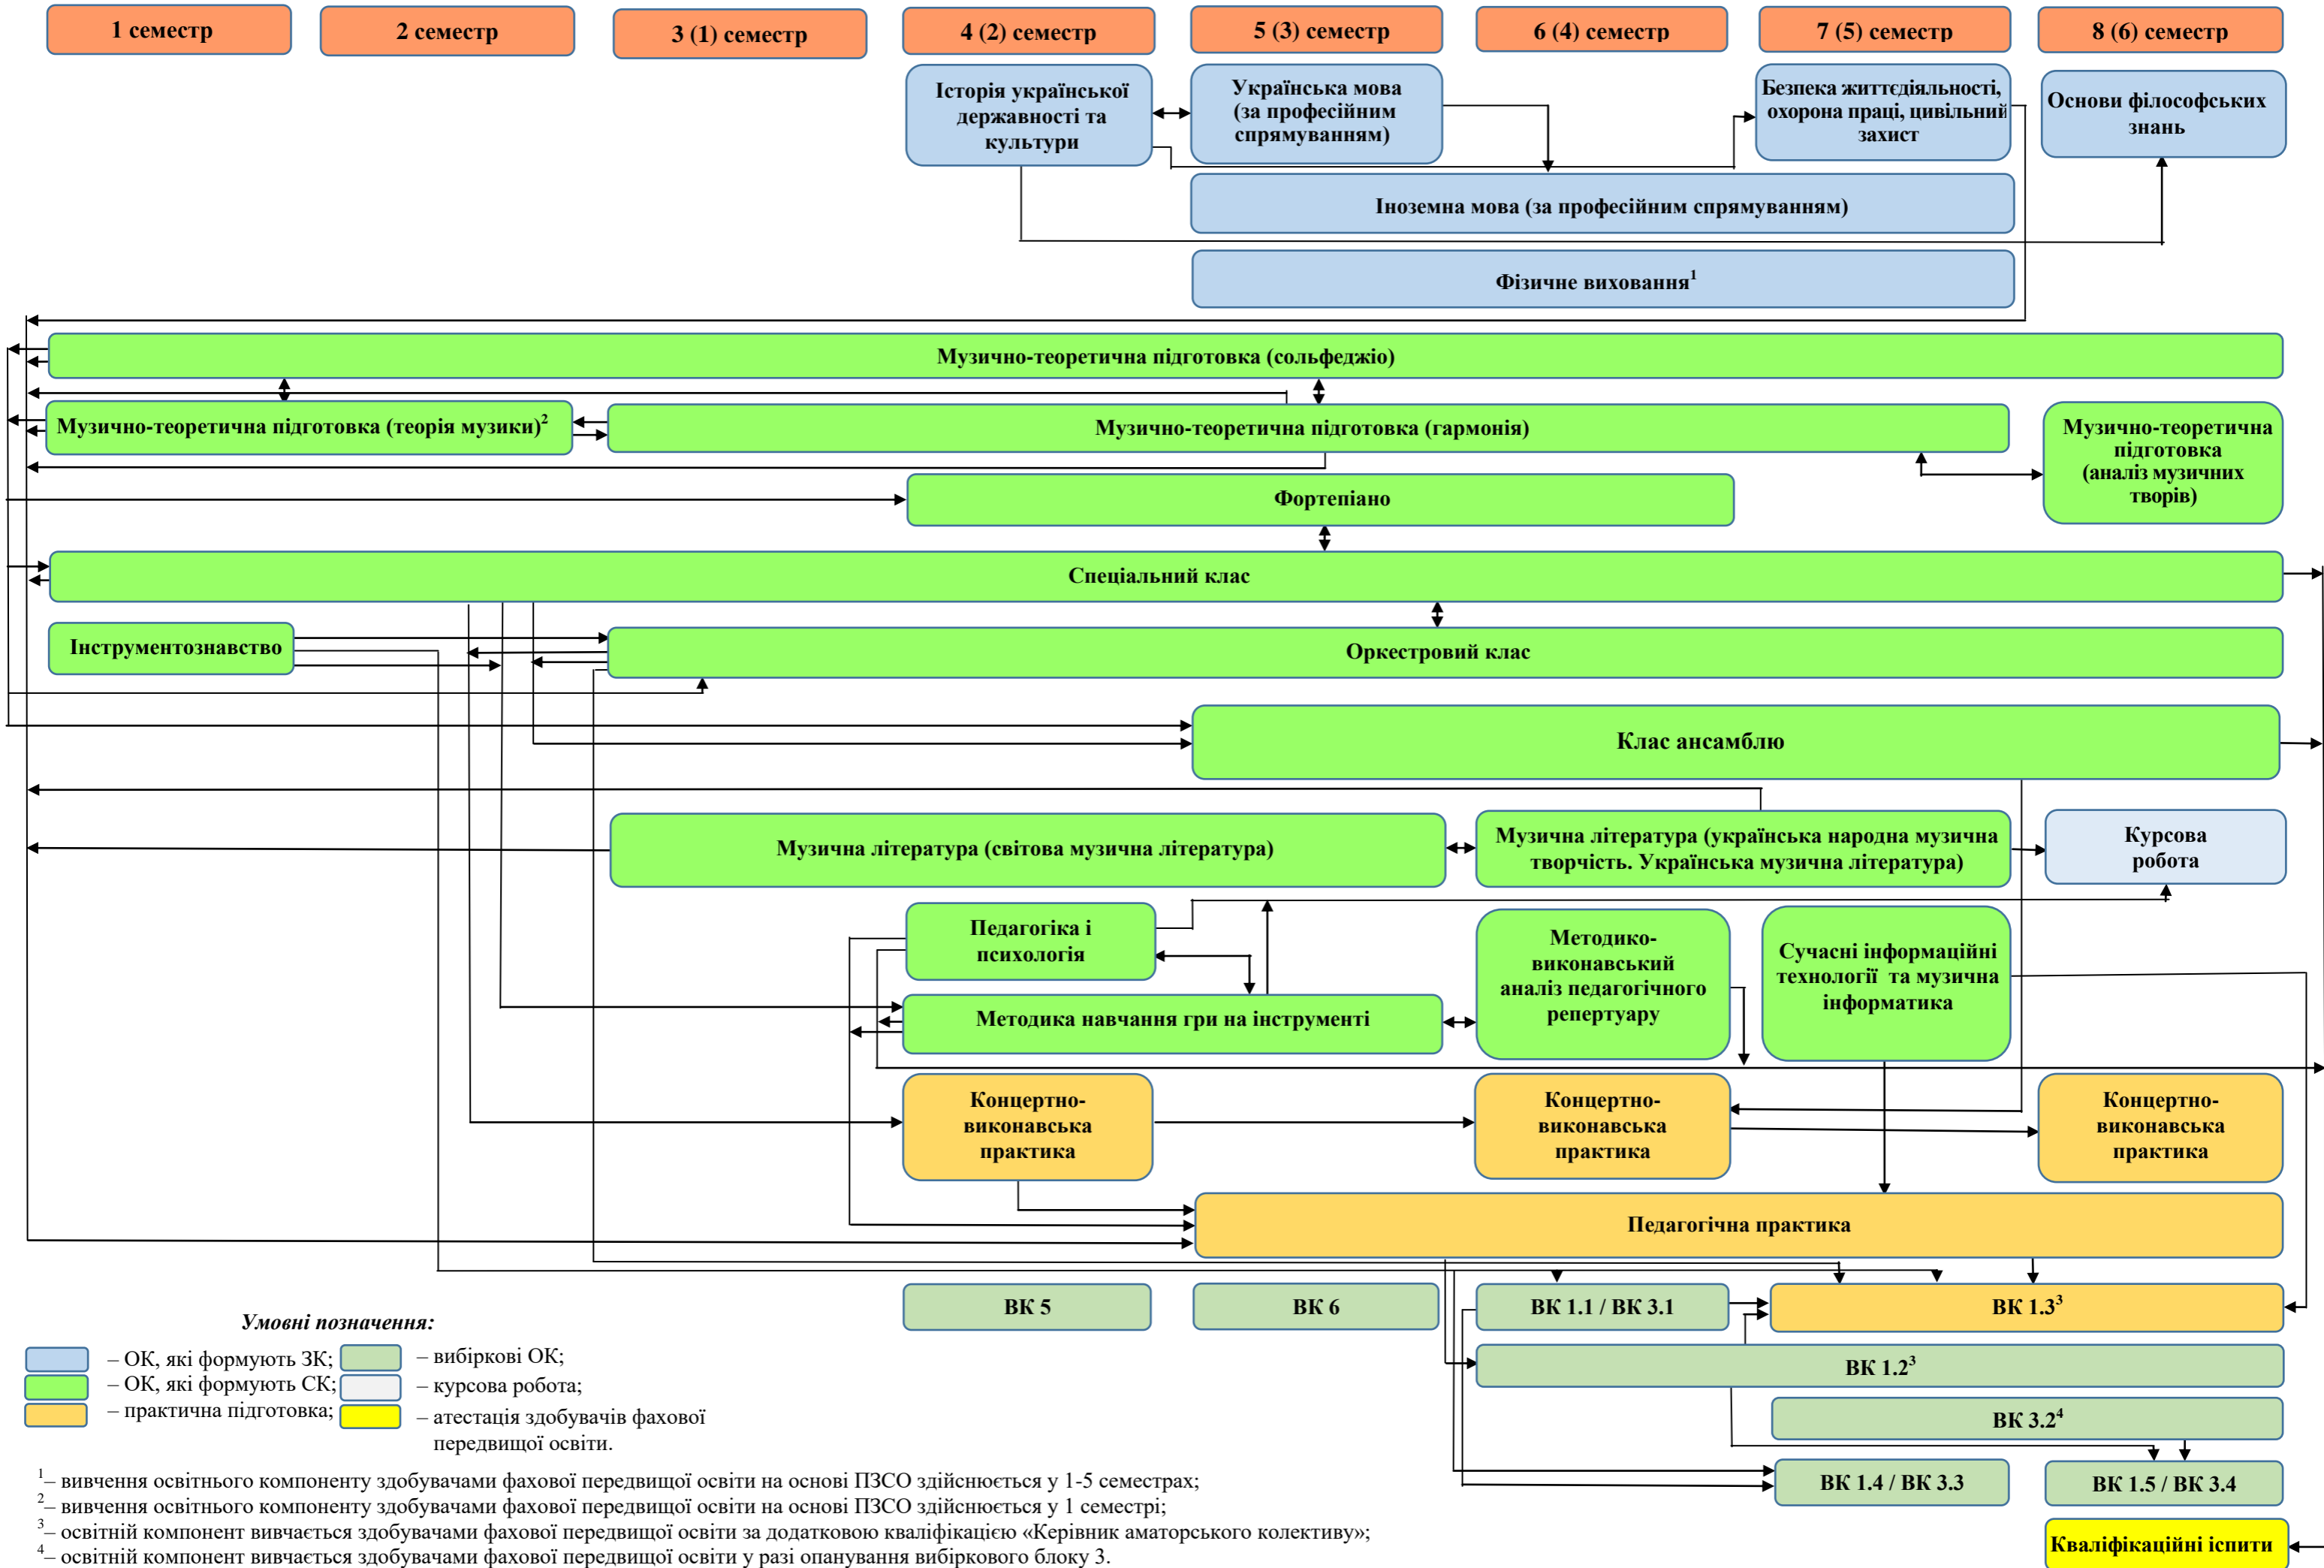 1 семестр
2 семестр
3 (1) семестр
4 (2) семестр
5 (3) семестр
6 (4) семестр
7 (5) семестр
8 (6) семестр
Історія української
державності та
культури
Українська мова
(за професійним
спрямуванням)
Безпека життєдіяльності,
охорона праці, цивільний
захист
Основи філософських
знань
Іноземна мова (за професійним спрямуванням)
Фізичне виховання¹
Музично-теоретична підготовка (сольфеджіо)
Музично-теоретична підготовка (теорія музики)²
Музично-теоретична підготовка (гармонія)
Музично-теоретична
підготовка
(аналіз музичних
творів)
Фортепіано
Спеціальний клас
Інструментознавство
Оркестровий клас
Клас ансамблю
Музична література (світова музична література)
Музична література (українська народна музична
творчість. Українська музична література)
Курсова
робота
Педагогіка і
психологія
Методико-
виконавський
аналіз педагогічного
репертуару
Сучасні інформаційні
технології та музична
інформатика
Методика навчання гри на інструменті
Концертно-
виконавська
практика
Концертно-
виконавська
практика
Концертно-
виконавська
практика
Педагогічна практика
ВК 5
ВК 6
ВК 1.1 / ВК 3.1
ВК 1.3³
ВК 1.2³
ВК 3.2⁴
ВК 1.4 / ВК 3.3
ВК 1.5 / ВК 3.4
Кваліфікаційні іспити
Умовні позначення:
– ОК, які формують ЗК;
– ОК, які формують СК;
– практична підготовка;
– вибіркові ОК;
– курсова робота;
– атестація здобувачів фахової
передвищої освіти.
¹– вивчення освітнього компоненту здобувачами фахової передвищої освіти на основі ПЗСО здійснюється у 1-5 семестрах;
²– вивчення освітнього компоненту здобувачами фахової передвищої освіти на основі ПЗСО здійснюється у 1 семестрі;
³– освітній компонент вивчається здобувачами фахової передвищої освіти за додатковою кваліфікацією «Керівник аматорського колективу»;
⁴– освітній компонент вивчається здобувачами фахової передвищої освіти у разі опанування вибіркового блоку 3.